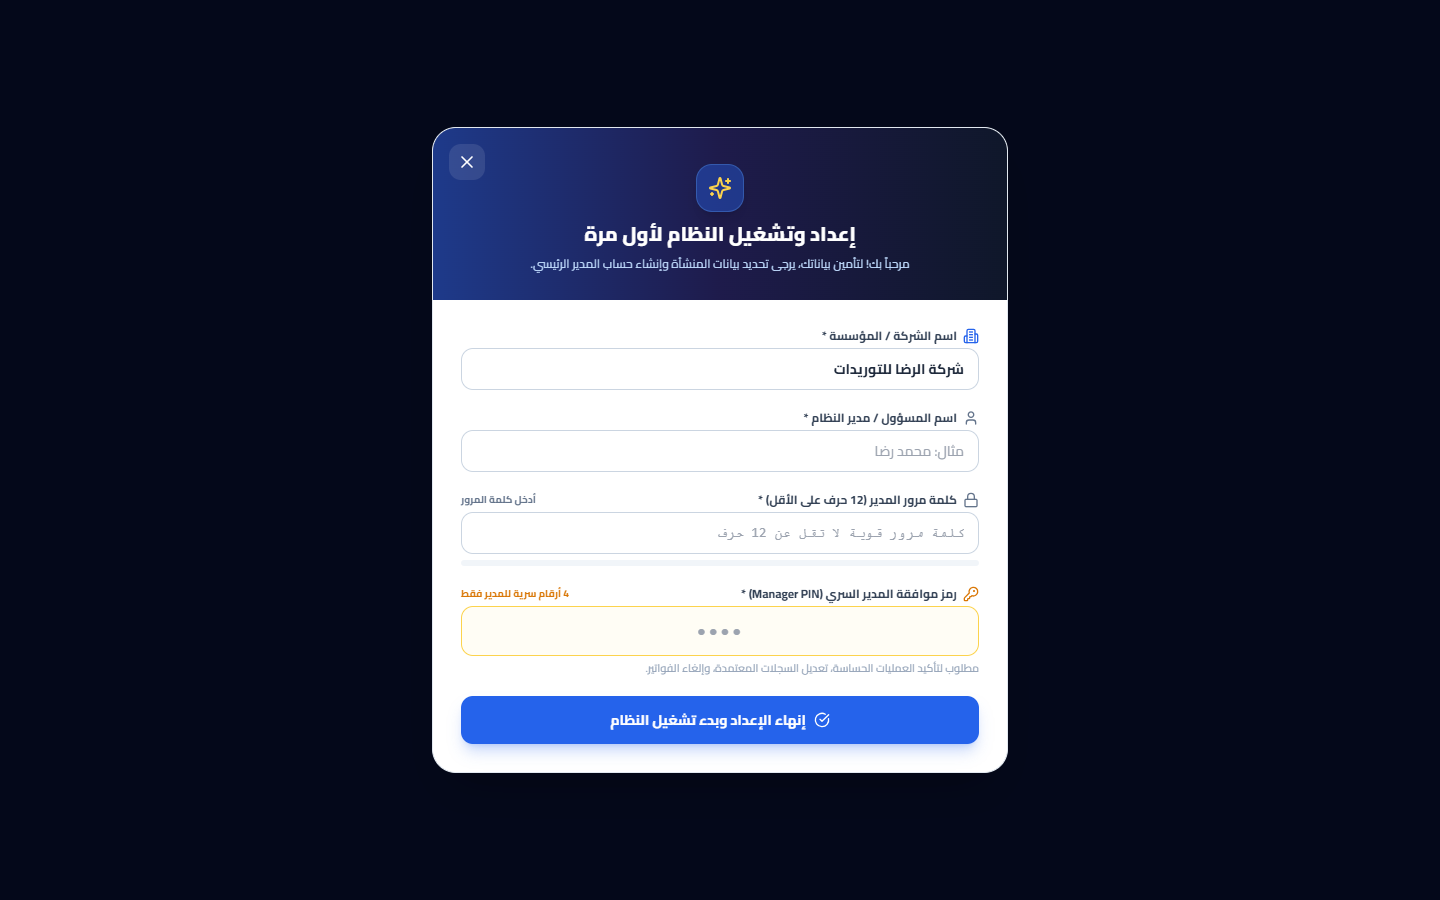 إعداد وتشغيل النظام لأول مرة
مرحباً بك! لتأمين بياناتك، يرجى تحديد بيانات المنشأة وإنشاء حساب المدير الرئيسي.
اسم الشركة / المؤسسة *
شركة الرضا للتوريدات
اسم المسؤول / مدير النظام *
مثال: محمد رضا
كلمة مرور المدير (12 حرف على الأقل) *
أدخل كلمة المرور
كلمة مرور قوية لا تقل عن 12 حرف
رمز موافقة المدير السري (Manager PIN) *
4 أرقام سرية للمدير فقط
••••
مطلوب لتأكيد العمليات الحساسة، تعديل السجلات المعتمدة، وإلغاء الفواتير.
إنهاء الإعداد وبدء تشغيل النظام